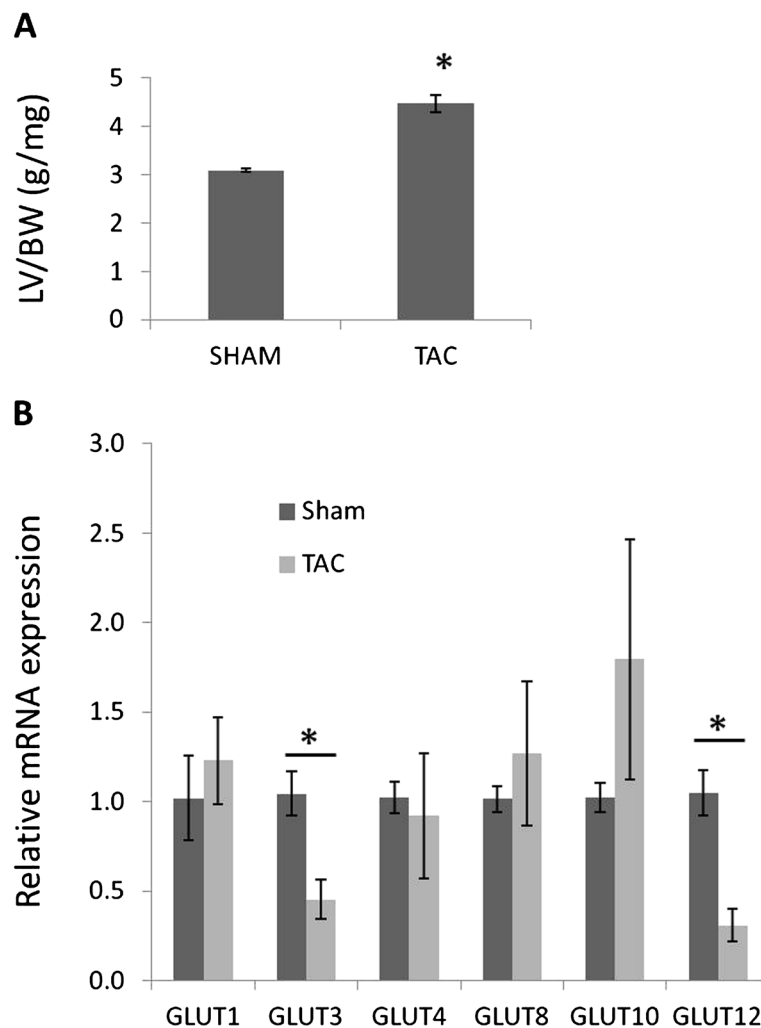 A
*
5
4
3
2
1
0
LV/BW (g/mg)
SHAM TAC
B
3.0
2.5
2.0
1.5
1.0
0.5
0.0
Relative mRNA expression
Sham
TAC
* *
GLUT1 GLUT3 GLUT4 GLUT8 GLUT10 GLUT12